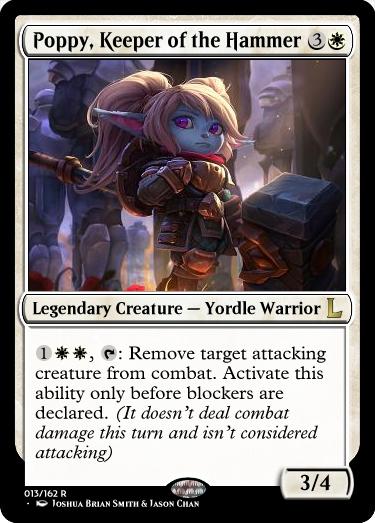 Poppy, Keeper of the Hammer 3
Legendary Creature — Yordle Warrior L
1, : Remove target attacking
creature from combat. Activate this
ability only before blockers are
declared. (It doesn't deal combat
damage this turn and isn't considered
attacking)
3/4
013/162 R
· Joshua Brian Smith & Jason Chan